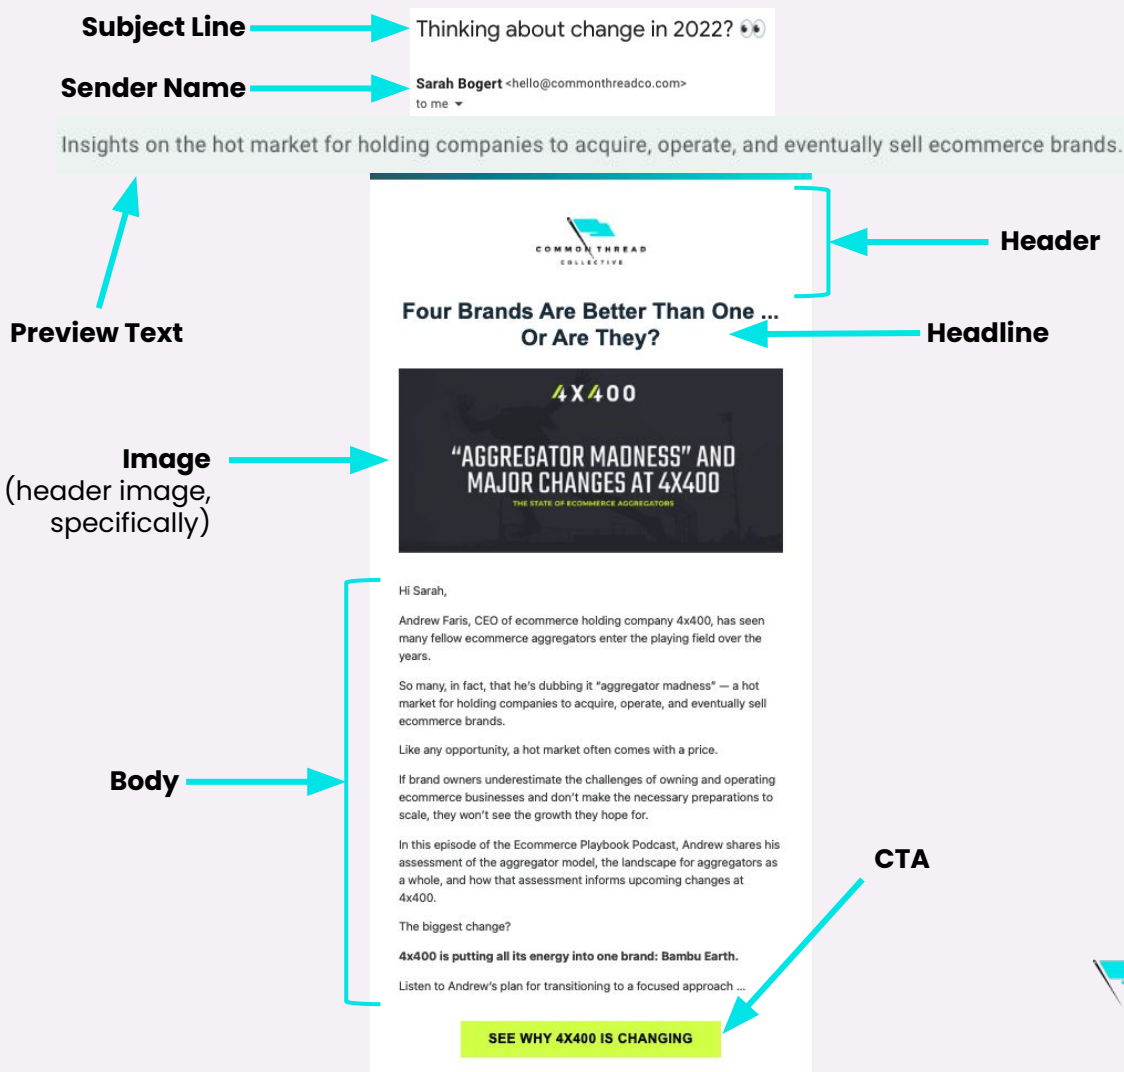 Subject Line
Thinking about change in 2022? 👀
Sender Name
Sarah Bogert <hello@commonthreadco.com>
to me
Insights on the hot market for holding companies to acquire, operate, and eventually sell ecommerce brands.
Preview Text
COMMON THREAD
COLLECTIVE
Header
Four Brands Are Better Than One ...
Or Are They?
Headline
Image
(header image,
specifically)
4X400
“AGGREGATOR MADNESS” AND
MAJOR CHANGES AT 4X400
THE STATE OF ECOMMERCE AGGREGATORS
Body
Hi Sarah,
Andrew Faris, CEO of ecommerce holding company 4x400, has seen
many fellow ecommerce aggregators enter the playing field over the
years.
So many, in fact, that he’s dubbing it “aggregator madness” — a hot
market for holding companies to acquire, operate, and eventually sell
ecommerce brands.
Like any opportunity, a hot market often comes with a price.
If brand owners underestimate the challenges of owning and operating
ecommerce businesses and don’t make the necessary preparations to
scale, they won’t see the growth they hope for.
In this episode of the Ecommerce Playbook Podcast, Andrew shares his
assessment of the aggregator model, the landscape for aggregators as
a whole, and how that assessment informs upcoming changes at
4x400.
The biggest change?
4x400 is putting all its energy into one brand: Bambu Earth.
Listen to Andrew’s plan for transitioning to a focused approach ...
CTA
SEE WHY 4X400 IS CHANGING